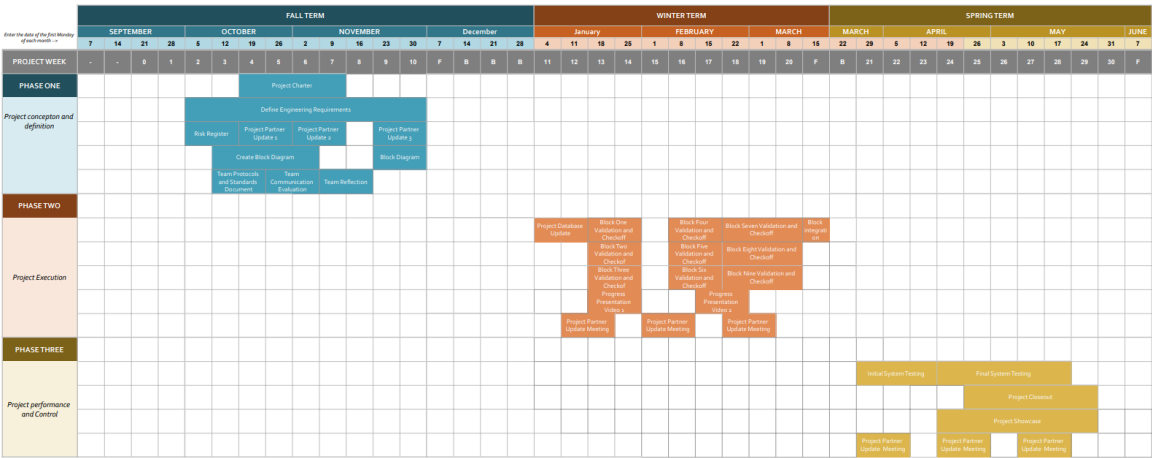 FALL TERM WINTER TERM SPRING TERM
Enter the date of the first Monday
of each month -->
SEPTEMBER OCTOBER NOVEMBER December January FEBRUARY MARCH MARCH APRIL MAY JUNE
7 14 21 28 5 12 19 26 2 9 16 23 30 7 14 21 28 4 11 18 25 1 8 15 22 1 8 15 22 29 5 12 19 26 3 10 17 24 31 7
PROJECT WEEK - - 0 1 2 3 4 5 6 7 8 9 10 F B B B 11 12 13 14 15 16 17 18 19 20 F B 21 22 23 24 25 26 27 28 29 30 F
PHASE ONE
Project concepton and
definition
Project Charter
Define Engineering Requirements
Risk Register
Project Partner
Update 1
Project Partner
Update 2
Project Partner
Update 3
Create Block Diagram
Block Diagram
Team Protocols
and Standards
Document
Team
Communication
Evaluation
Team Reflection
PHASE TWO
Project Execution
Project Database
Update
Block One
Validation and
Checkoff
Block Four
Validation and
Checkoff
Block Seven Validation and
Checkoff
Block
Integrati
on
Block Two
Validation and
Checkof
Block Five
Validation and
Checkoff
Block Eight Validation and
Checkoff
Block Three
Validation and
Checkof
Block Six
Validation and
Checkoff
Block Nine Validation and
Checkoff
Progress
Presentation
Video 1
Progress
Presentation
Video 2
Project Partner
Update Meeting
Project Partner
Update Meeting
Project Partner
Update Meeting
PHASE THREE
Project performance
and Control
Initial System Testing
Final System Testing
Project Closeout
Project Showcase
Project Partner
Update Meeting
Project Partner
Update Meeting
Project Partner
Update Meeting